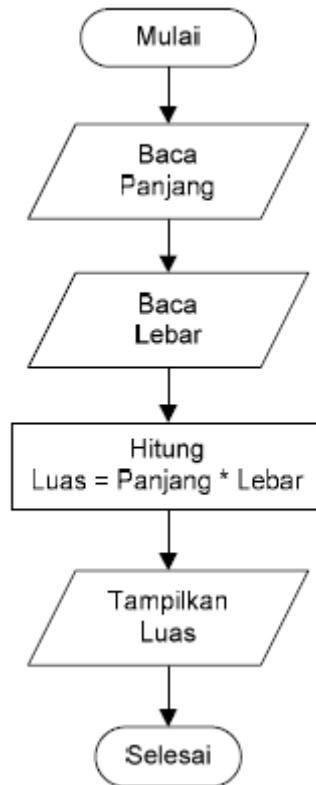 Mulai
Baca
Panjang
Baca
Lebar
Hitung
Luas = Panjang * Lebar
Tampilkan
Luas
Selesai